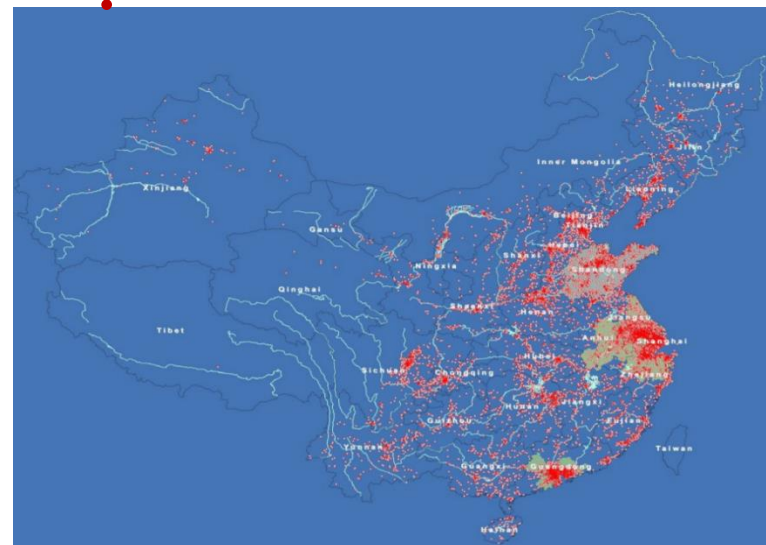 Heilongjiang
Jilin
Inner Mongolia
Liaoning
Xinjiang
Beijing
Tianjin
Gansu
Hebei
Shanxi
Ningxia
Shandong
Qinghai
Shaanxi
Henan
Jiangsu
Tibet
Anhui
Shanghai
Hubei
Sichuan
Chongqing
Zhejiang
Hunan
Jiangxi
Guizhou
Fujian
Yunnan
Taiwan
Guangxi
Guangdong
Hainan